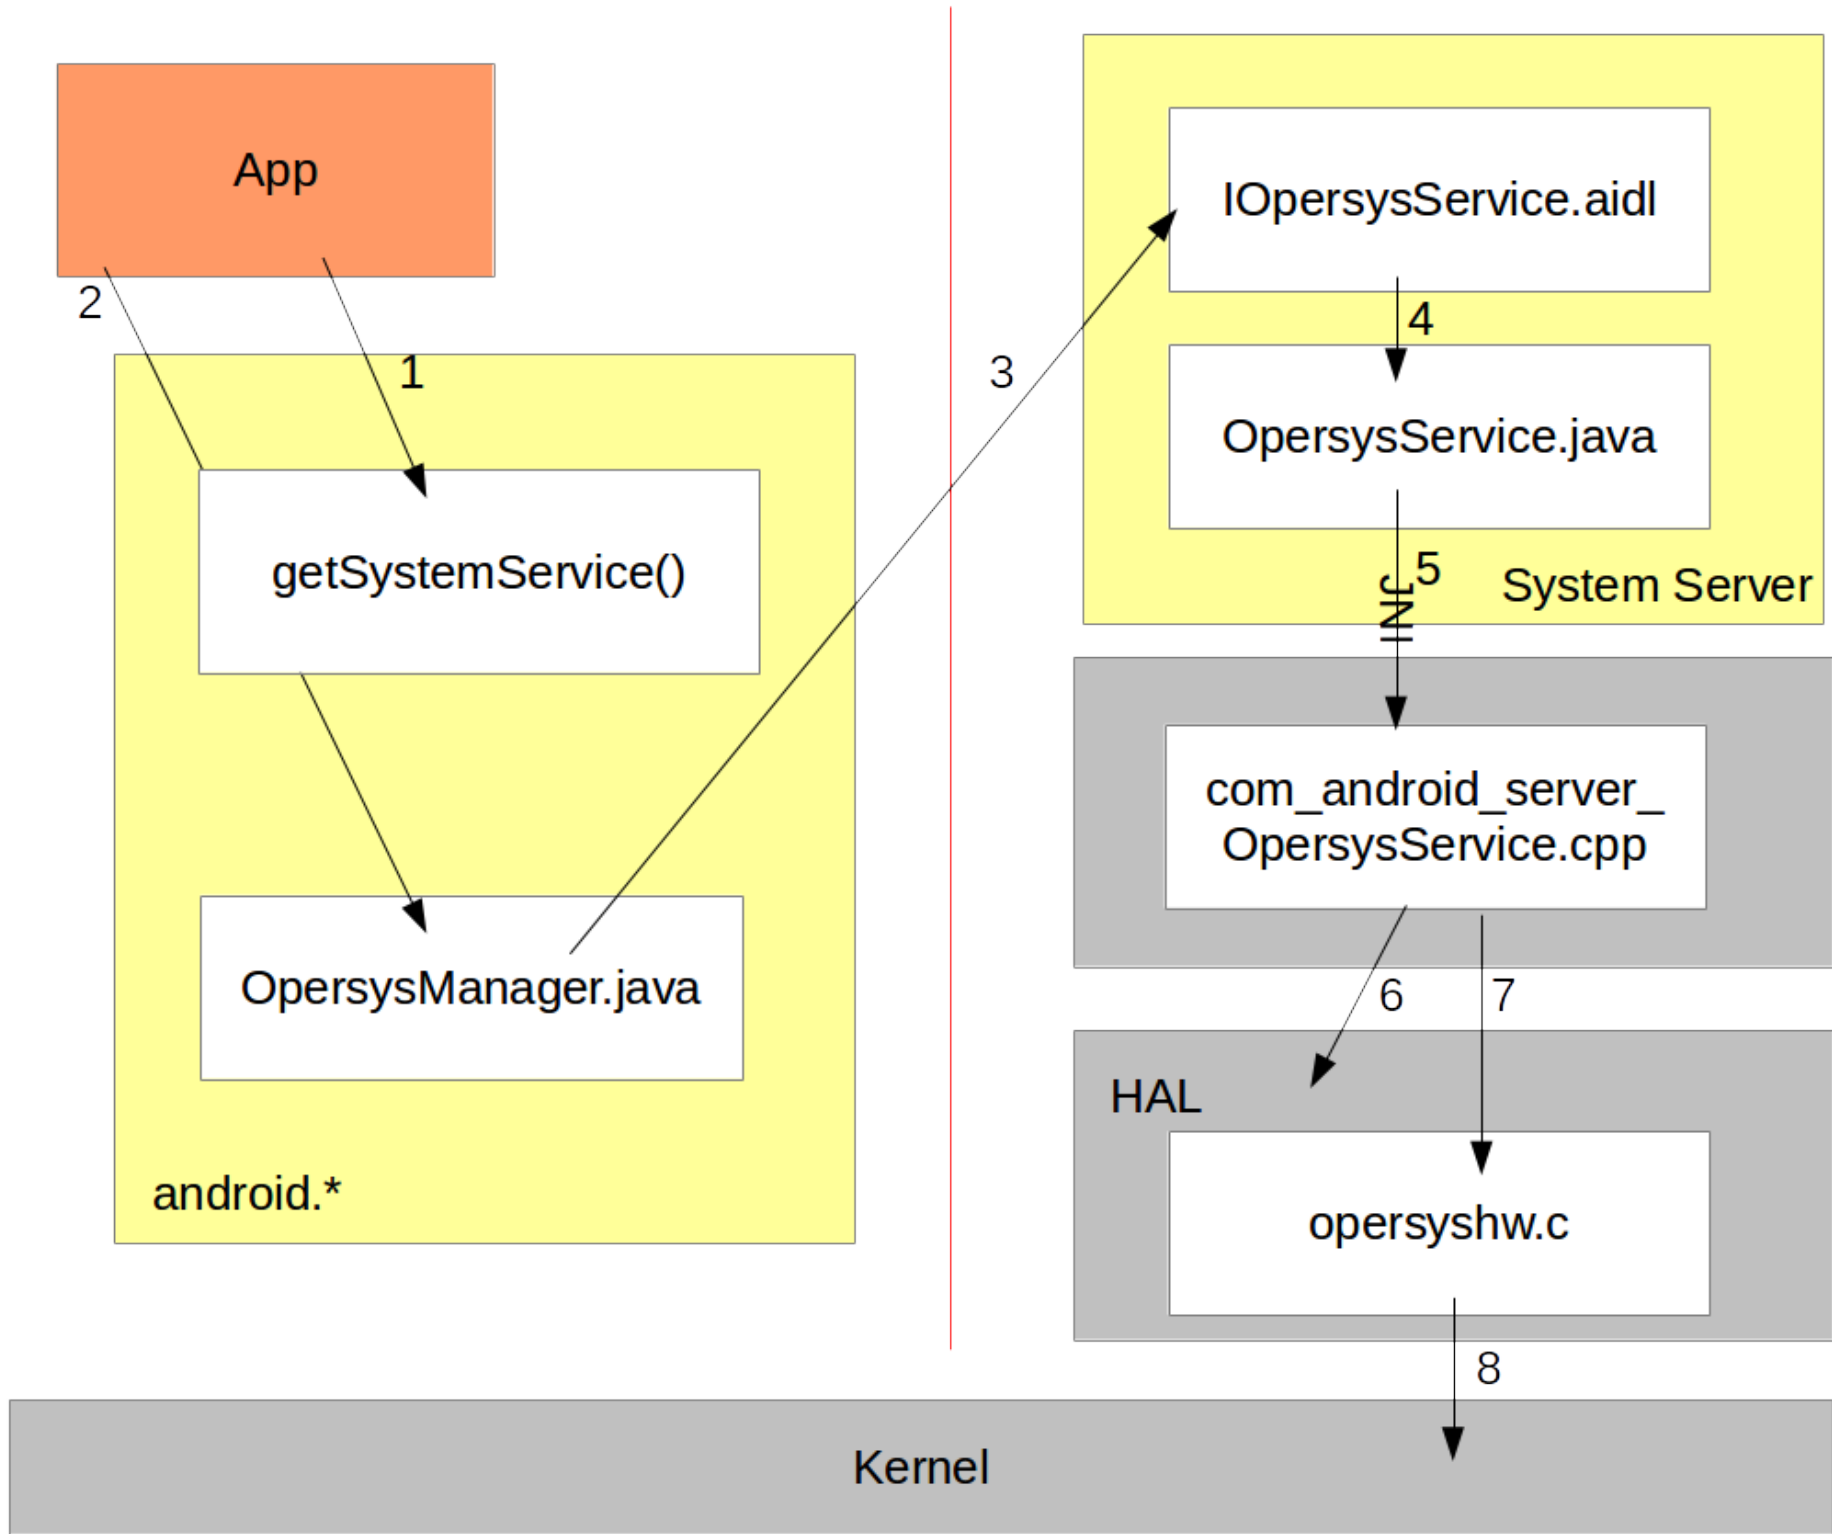 App
2
1
getSystemService()
OpersysManager.java
android.*
3
IOpersysService.aidl
4
OpersysService.java
5
JNI
System Server
com_android_server_
OpersysService.cpp
6
7
HAL
opersyshw.c
8
Kernel